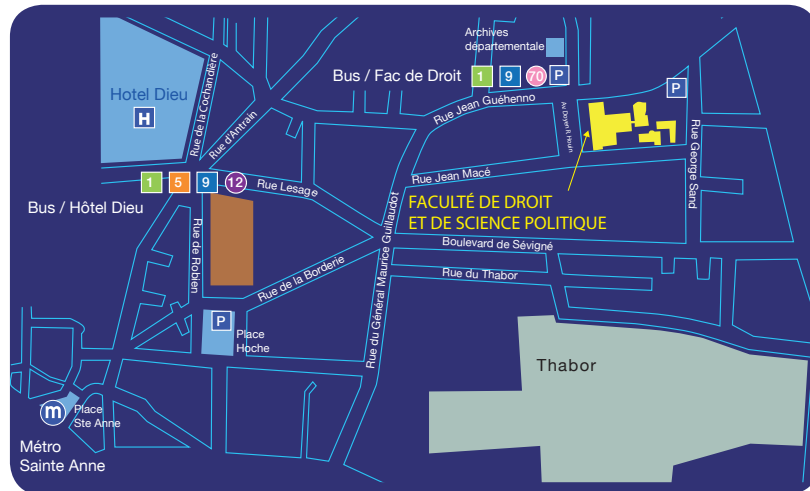 Archives
départementale
Bus / Fac de Droit 1 9 70 P
Hotel Dieu
H
Rue de la Cochardière
Rue d'Antrain
Rue Jean Guéhenno
P
Rue George Sand
Rue Jean Macé
1 5 9 12
Rue Lesage
Bus / Hôtel Dieu
FACULTÉ DE DROIT
ET DE SCIENCE POLITIQUE
Rue de Robien
Boulevard de Sévigné
Rue de la Borderie
Rue du Général Maurice Guillaudot
Rue du Thabor
P
Place
Hoche
Thabor
m
Place
Ste Anne
Métro
Sainte Anne